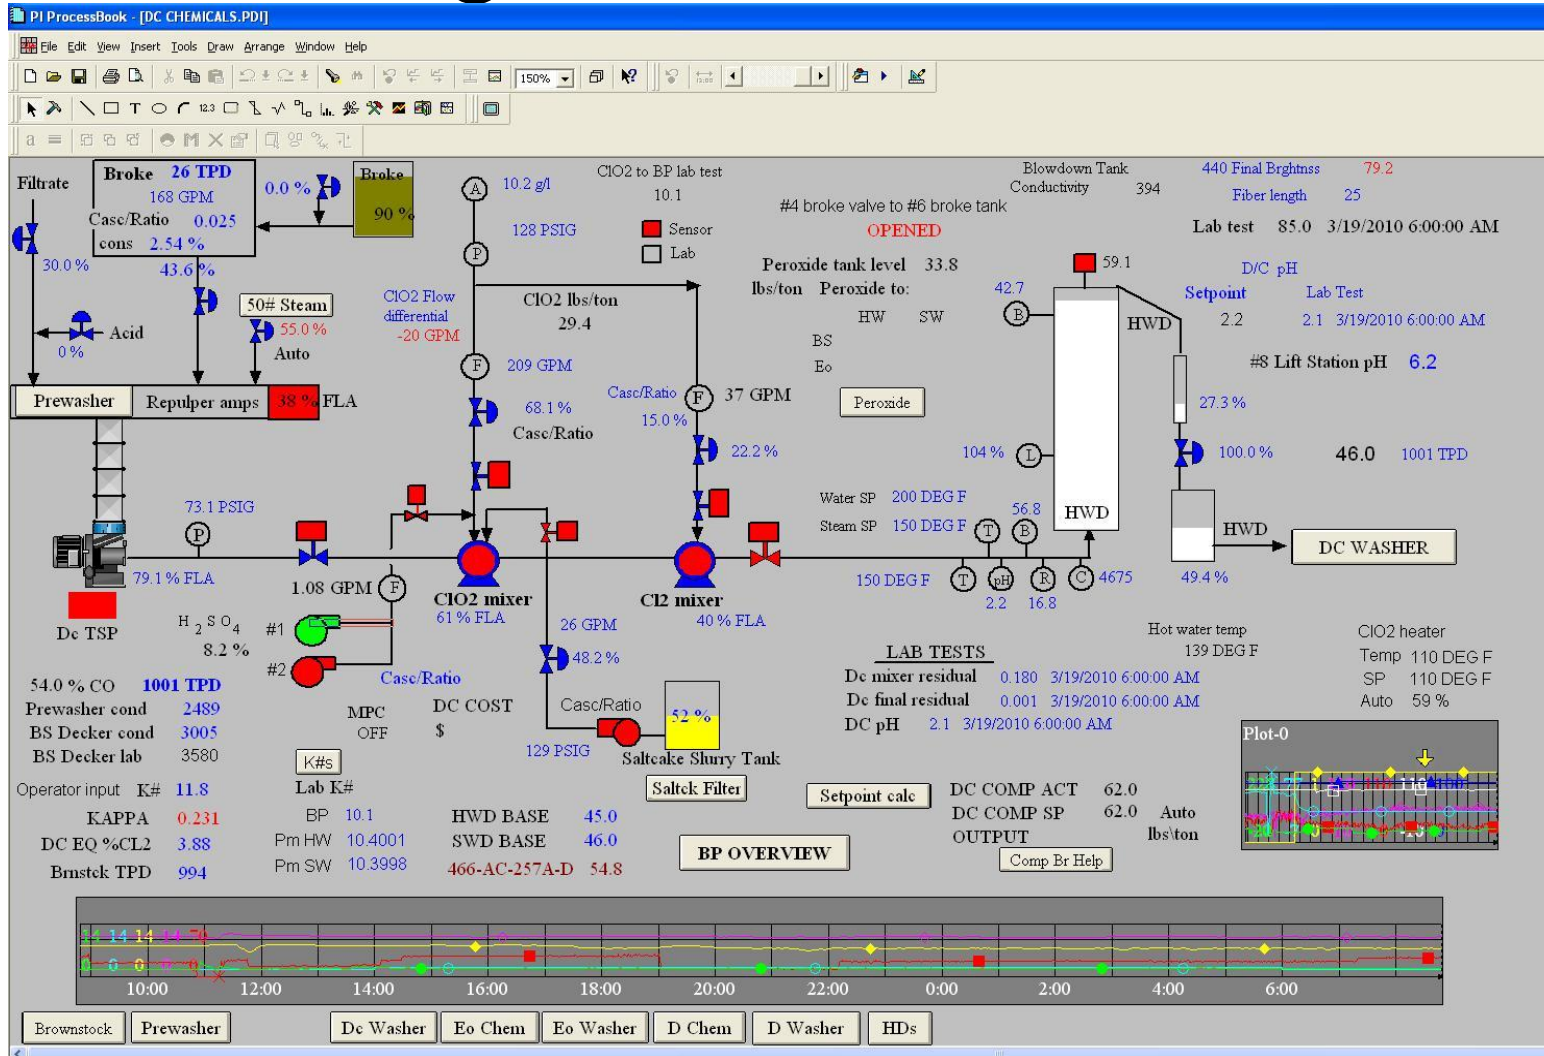 PI ProcessBook - [DC CHEMICALS.PDI]
File Edit View Insert Tools Draw Arrange Window Help
150%
Filtrate
Broke 26 TPD
168 GPM
Casc/Ratio 0.025
cons 2.54 %
0.0 %
Broke
90 %
30.0 %
43.6 %
50# Steam
55.0 %
Auto
Acid
0 %
Prewasher
Repulper amps
38 % FLA
A
10.2 g/l
P
128 PSIG
ClO2 to BP lab test
10.1
Sensor
Lab
ClO2 Flow
differential
-20 GPM
ClO2 lbs/ton
29.4
F
209 GPM
68.1 %
Casc/Ratio
Casc/Ratio
15.0 %
F
37 GPM
22.2 %
#4 broke valve to #6 broke tank
OPENED
Peroxide tank level 33.8
lbs/ton Peroxide to:
HW SW
BS
Eo
Peroxide
Blowdown Tank
Conductivity 394
440 Final Brghtnss 79.2
Fiber length 25
Lab test 85.0 3/19/2010 6:00:00 AM
D/C pH
Setpoint Lab Test
2.2 2.1 3/19/2010 6:00:00 AM
#8 Lift Station pH 6.2
59.1
42.7
B
HWD
27.3 %
104 %
L
100.0 %
46.0 1001 TPD
HWD
HWD
DC WASHER
49.4 %
Water SP 200 DEG F
Steam SP 150 DEG F
T
56.8
B
150 DEG F
T
pH
R
C
4675
2.2 16.8
73.1 PSIG
P
79.1 % FLA
Dc TSP
1.08 GPM
F
H2SO4
8.2 %
#1
#2
ClO2 mixer
61 % FLA
Cl2 mixer
40 % FLA
26 GPM
48.2 %
Casc/Ratio
Casc/Ratio
52 %
129 PSIG
Saltcake Slurry Tank
Saltck Filter
54.0 % CO 1001 TPD
Prewasher cond 2489
BS Decker cond 3005
BS Decker lab 3580
Operator input K# 11.8
KAPPA 0.231
DC EQ %CL2 3.88
Brnstck TPD 994
MPC
OFF
DC COST
$
K#s
Lab K#
BP 10.1
Pm HW 10.4001
Pm SW 10.3998
HWD BASE 45.0
SWD BASE 46.0
466-AC-257A-D 54.8
BP OVERVIEW
LAB TESTS
Dc mixer residual 0.180 3/19/2010 6:00:00 AM
Dc final residual 0.001 3/19/2010 6:00:00 AM
DC pH 2.1 3/19/2010 6:00:00 AM
Setpoint calc
DC COMP ACT 62.0
DC COMP SP 62.0 Auto
OUTPUT lbs\ton
Comp Br Help
Hot water temp
139 DEG F
ClO2 heater
Temp 110 DEG F
SP 110 DEG F
Auto 59 %
Plot-0
14 14 14 14 70
0 0 0 0 0
10:00 12:00 14:00 16:00 18:00 20:00 22:00 0:00 2:00 4:00 6:00
Brownstock Prewasher Dc Washer Eo Chem Eo Washer D Chem D Washer HDs